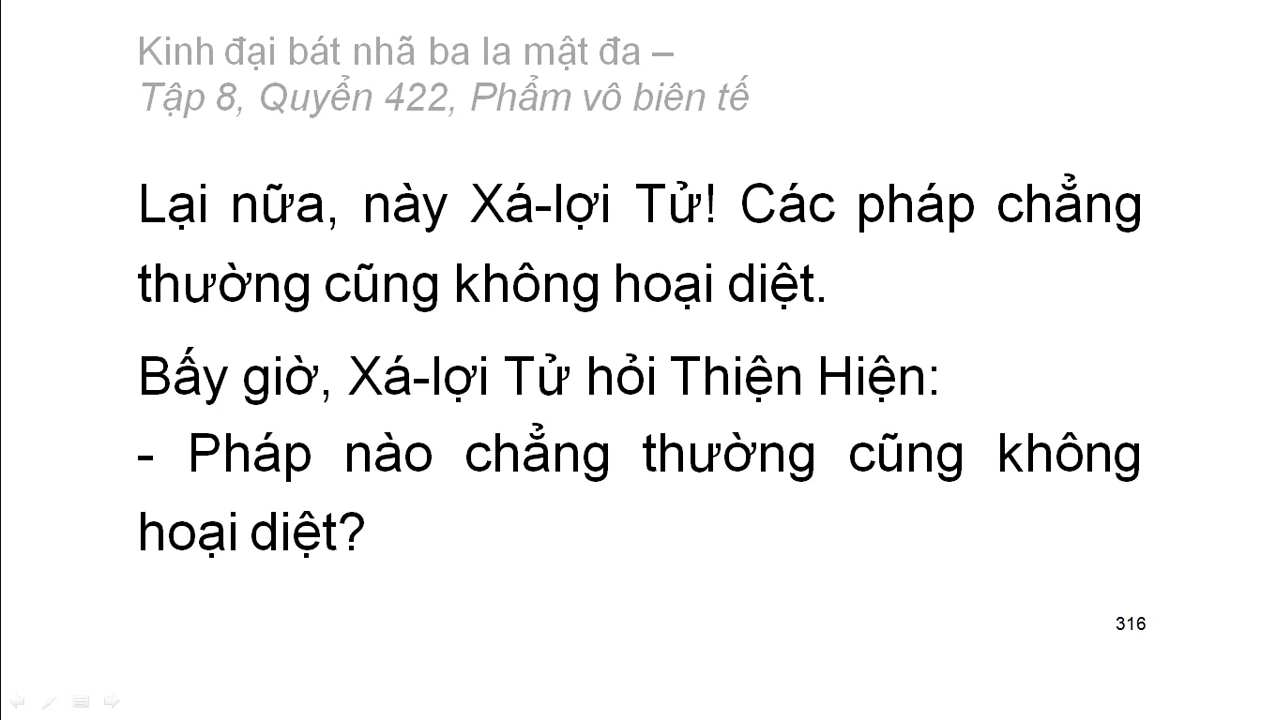 Kinh đại bát nhã ba la mật đa –
Tập 8, Quyển 422, Phẩm vô biên tế
Lại nữa, này Xá-lợi Tử! Các pháp chẳng
thường cũng không hoại diệt.
Bấy giờ, Xá-lợi Tử hỏi Thiện Hiện:
- Pháp nào chẳng thường cũng không
hoại diệt?
316